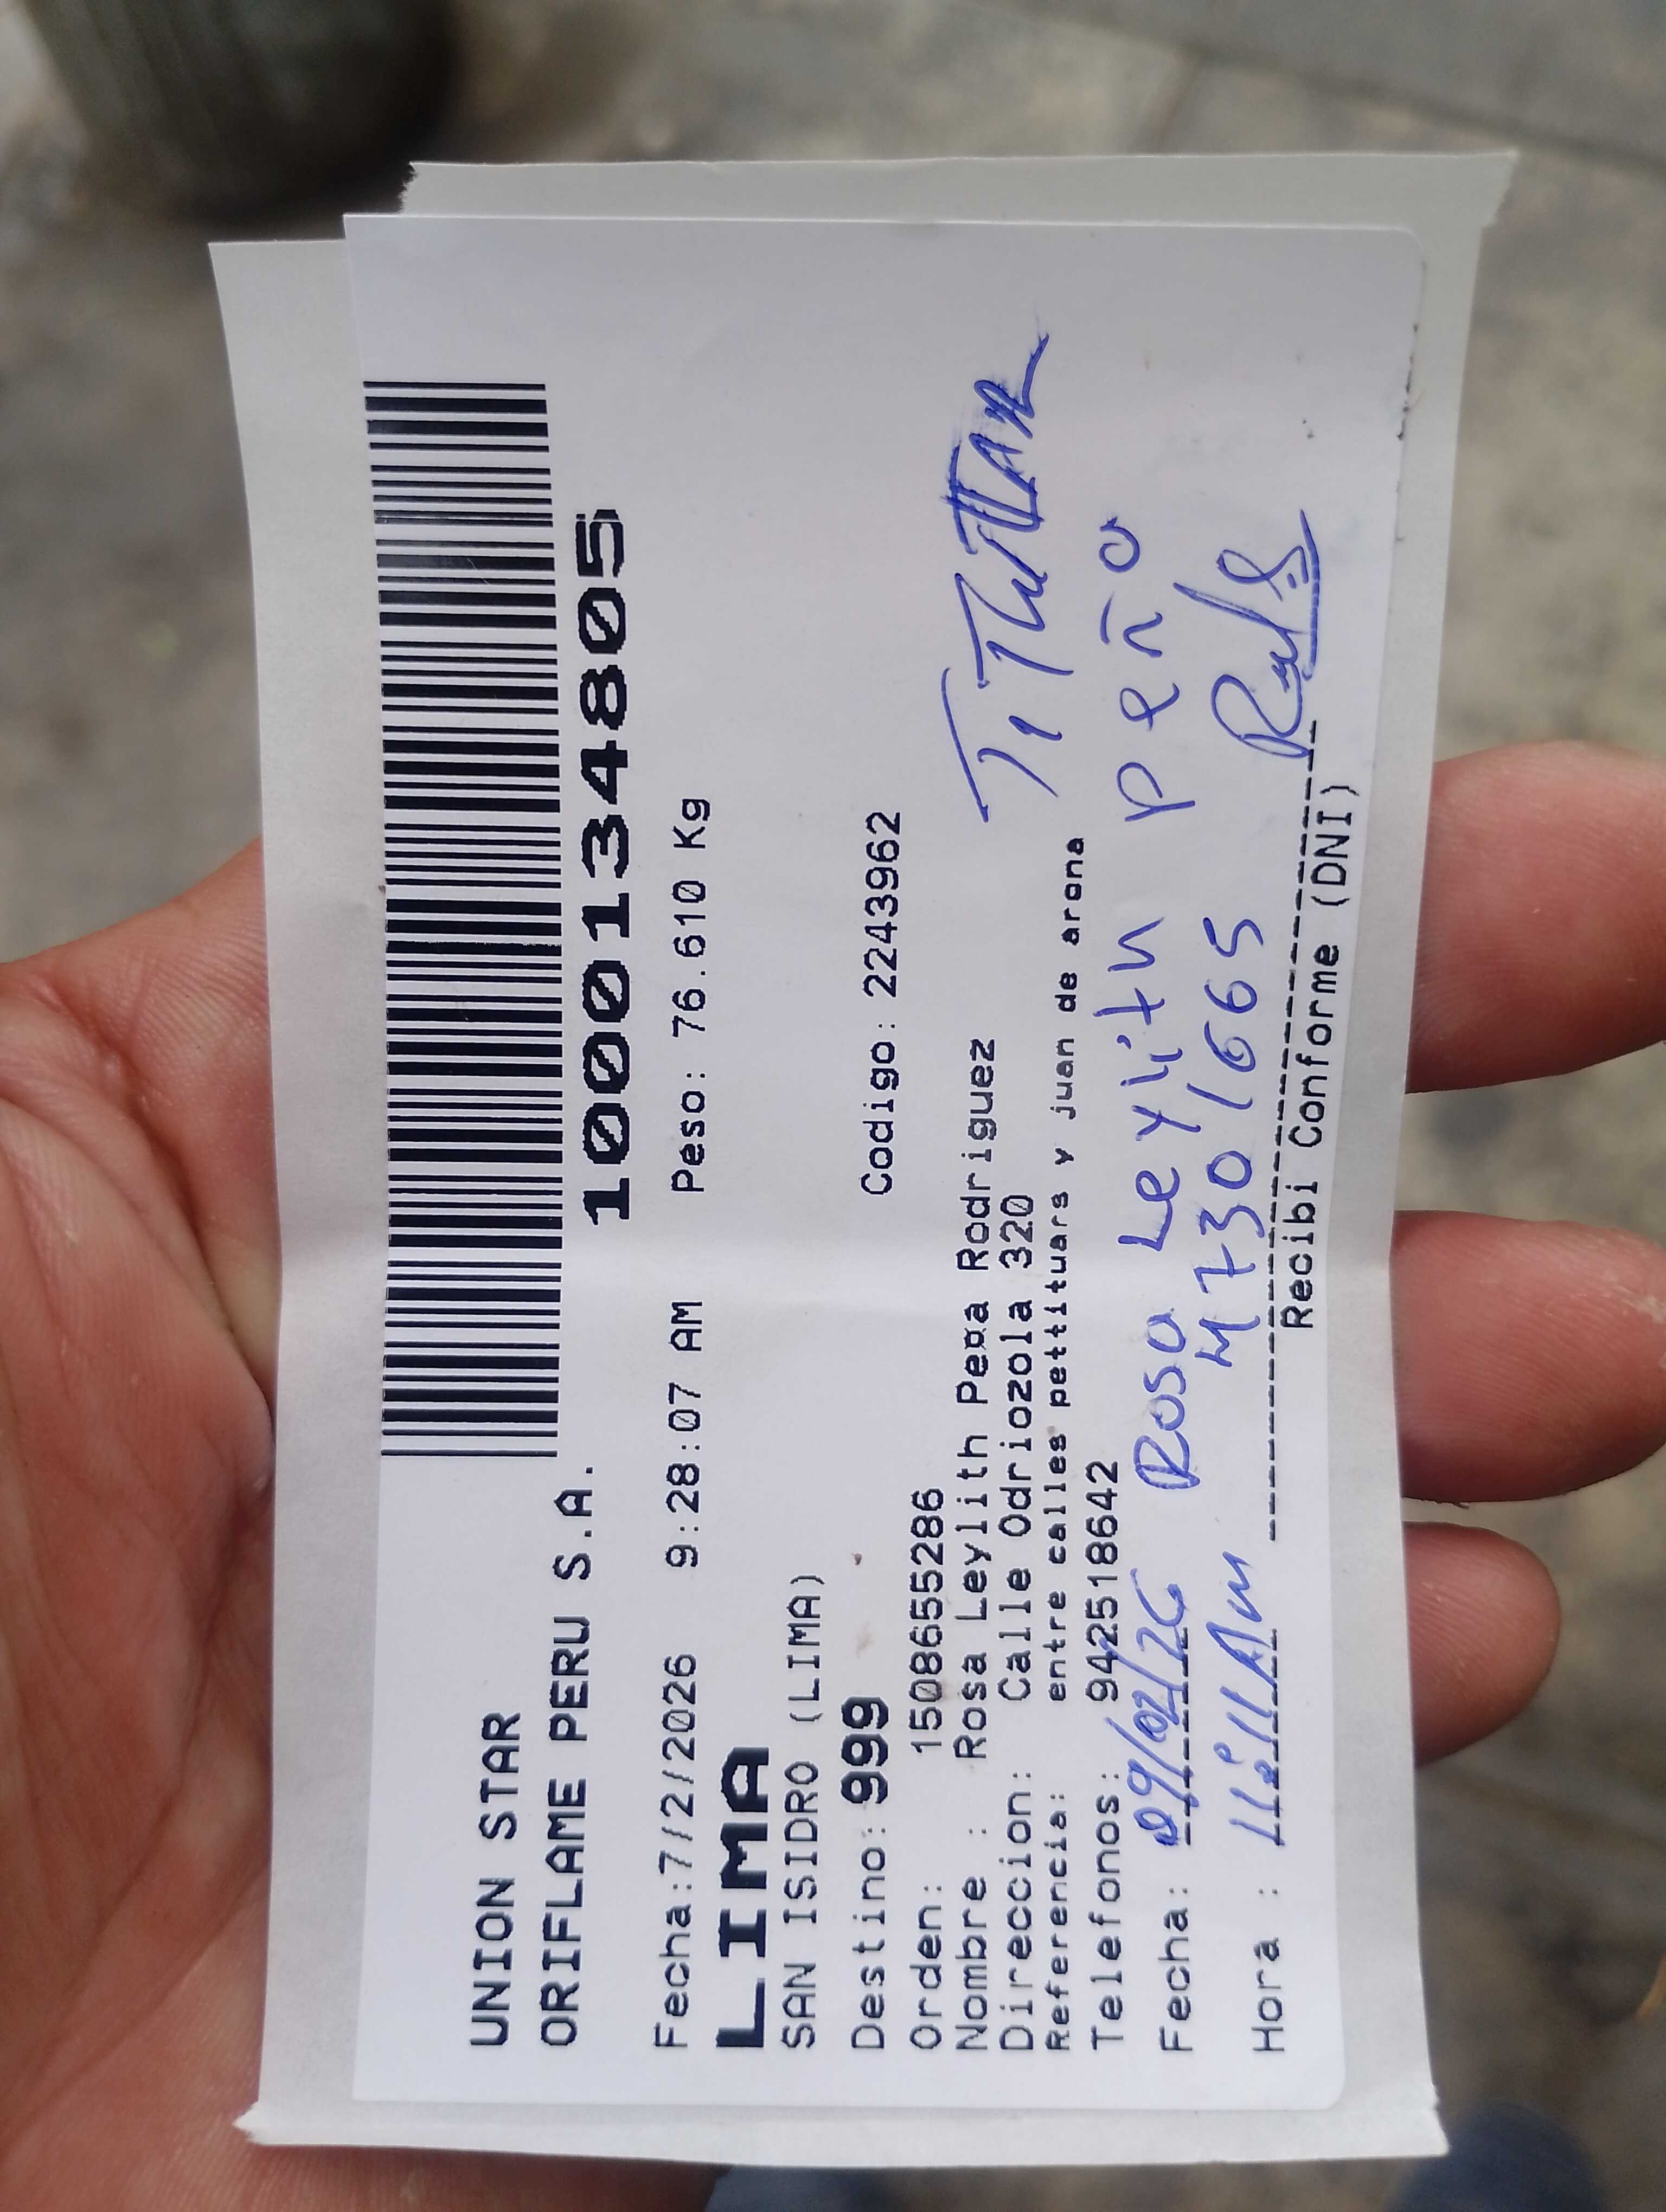 1000134805
UNION STAR
ORIFLAME PERU S.A.
Fecha:7/2/2026 9:28:07 AM Peso: 76.610 Kg
LIMA
SAN ISIDRO (LIMA)
Destino: 999 Codigo: 2243962
Orden: 1508655286
Nombre : Rosa Leylith Peaa Rodriguez
Direccion: Calle Odriozola 320
Referencia: entre calles pettituars y juan de arona
Telefonos: 942518642
TiTuTTAR
Fecha: 09/02/26 Rosa Leylith peña
Hora : 11:11 Am 47301665
Recibi Conforme (DNI)